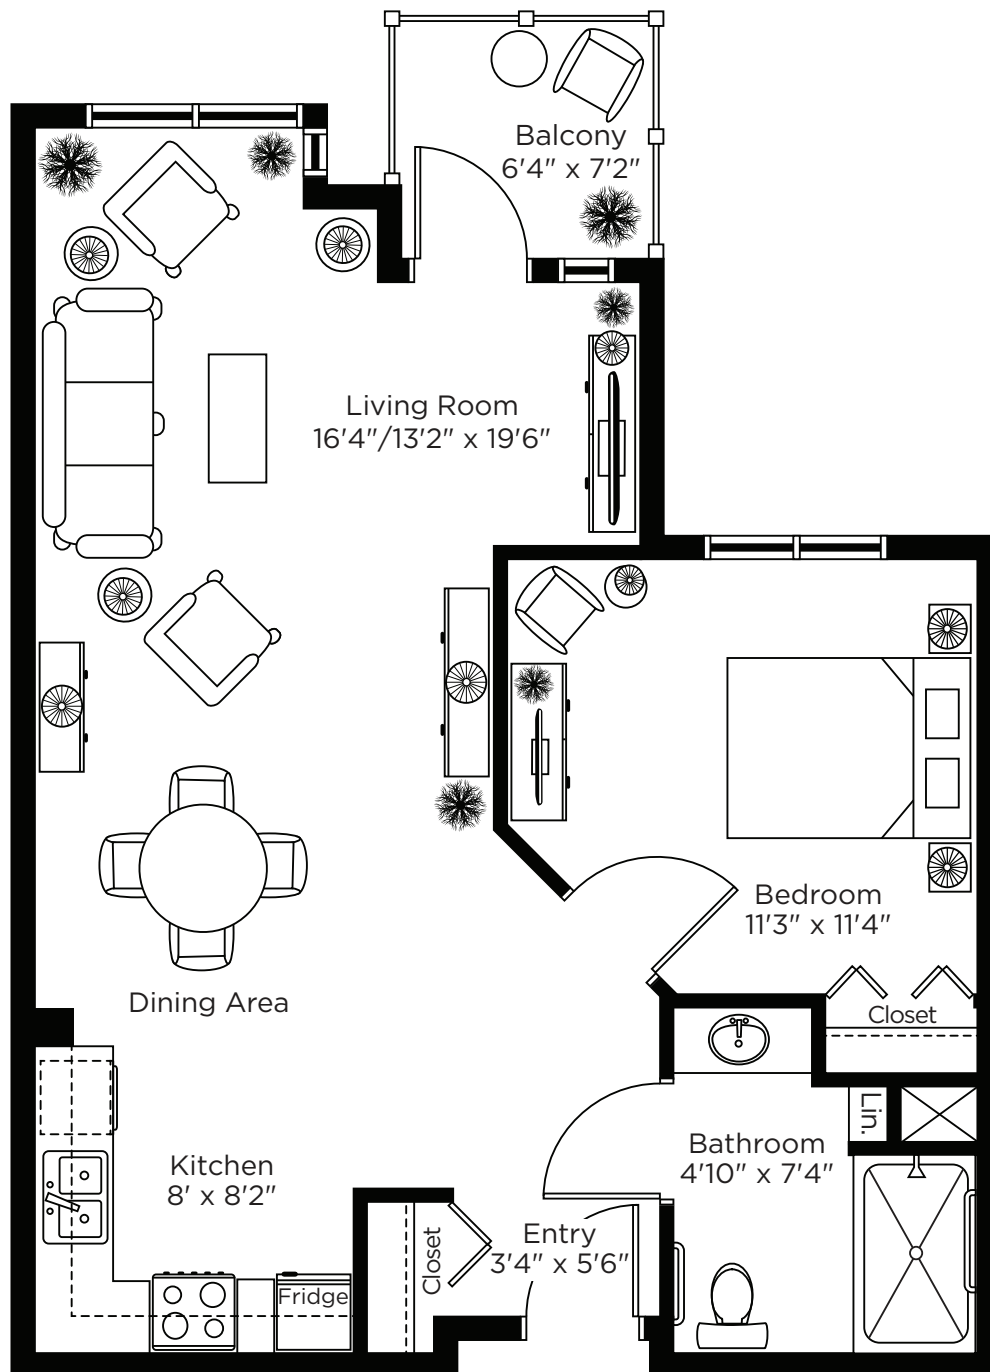 Balcony
6'4" x 7'2"
Living Room
16'4"/13'2" x 19'6"
Bedroom
11'3" x 11'4"
Dining Area
Closet
Lin.
Bathroom
4'10" x 7'4"
Kitchen
8' x 8'2"
Closet
Entry
3'4" x 5'6"
Fridge